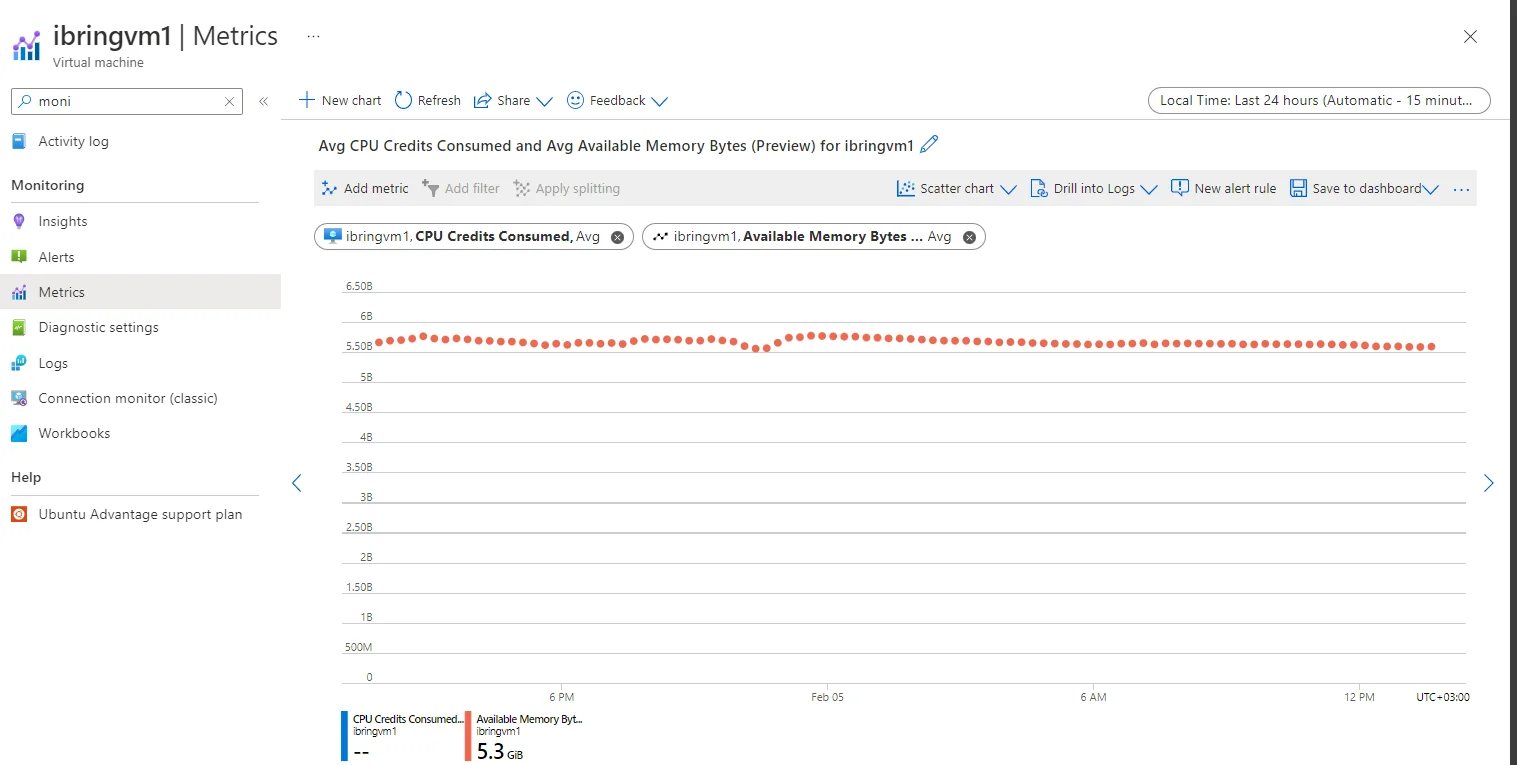 ibringvm1 | Metrics ...
Virtual machine
moni
Activity log
Monitoring
Insights
Alerts
Metrics
Diagnostic settings
Logs
Connection monitor (classic)
Workbooks
Help
Ubuntu Advantage support plan
New chart Refresh Share Feedback
Local Time: Last 24 hours (Automatic - 15 minut...
Avg CPU Credits Consumed and Avg Available Memory Bytes (Preview) for ibringvm1
Add metric Add filter Apply splitting Scatter chart Drill into Logs New alert rule Save to dashboard ...
ibringvm1, CPU Credits Consumed, Avg ibringvm1, Available Memory Bytes ... Avg
6.50B
6B
5.50B
5B
4.50B
4B
3.50B
3B
2.50B
2B
1.50B
1B
500M
0
6 PM Feb 05 6 AM 12 PM UTC+03:00
CPU Credits Consumed... Available Memory Byt...
ibringvm1 ibringvm1
-- 5.3 GiB